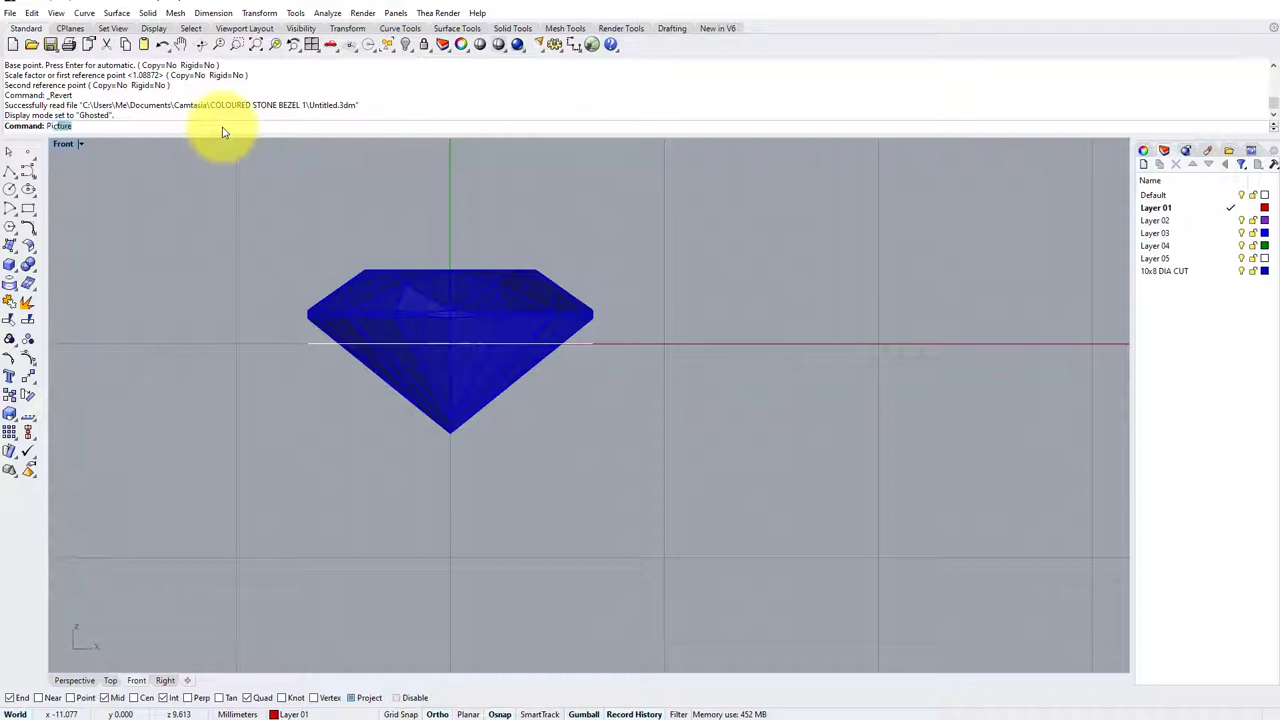 File Edit View Curve Surface Solid Mesh Dimension Transform Tools Analyze Render Panels Thea Render Help
Standard CPlanes Set View Display Select Viewport Layout Visibility Transform Curve Tools Surface Tools Solid Tools Mesh Tools Render Tools Drafting New in V6
Base point. Press Enter for automatic. ( Copy=No Rigid=No )
Scale factor or first reference point <1.08872> ( Copy=No Rigid=No )
Second reference point ( Copy=No Rigid=No )
Command: _Revert
Successfully read file "C:\Users\Me\Documents\Camtasia\COLOURED STONE BEZEL 1\Untitled.3dm"
Display mode set to "Ghosted".
Command: Picture
Front
Name
Default
Layer 01
Layer 02
Layer 03
Layer 04
Layer 05
10x8 DIA CUT
z
x
Perspective Top Front Right
End Near Point Mid Cen Int Perp Tan Quad Knot Vertex Project Disable
World x -11.077 y 0.000 z 9.613 Millimeters Layer 01 Grid Snap Ortho Planar Osnap SmartTrack Gumball Record History Filter Memory use: 452 MB